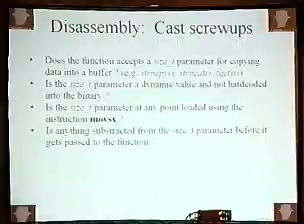 Disassembly: Cast screwups
• Does the function accepts a size_t parameter for copying
data into a buffer ? (e.g. strncpy(), strncat(), fgets())
• Is the size_t parameter a dynamic value and not hardcoded
into the binary ?
• Is the size_t parameter at any point loaded using the
instruction movsx ?
• Is anything substracted from the size_t parameter before it
gets passed to the function ?